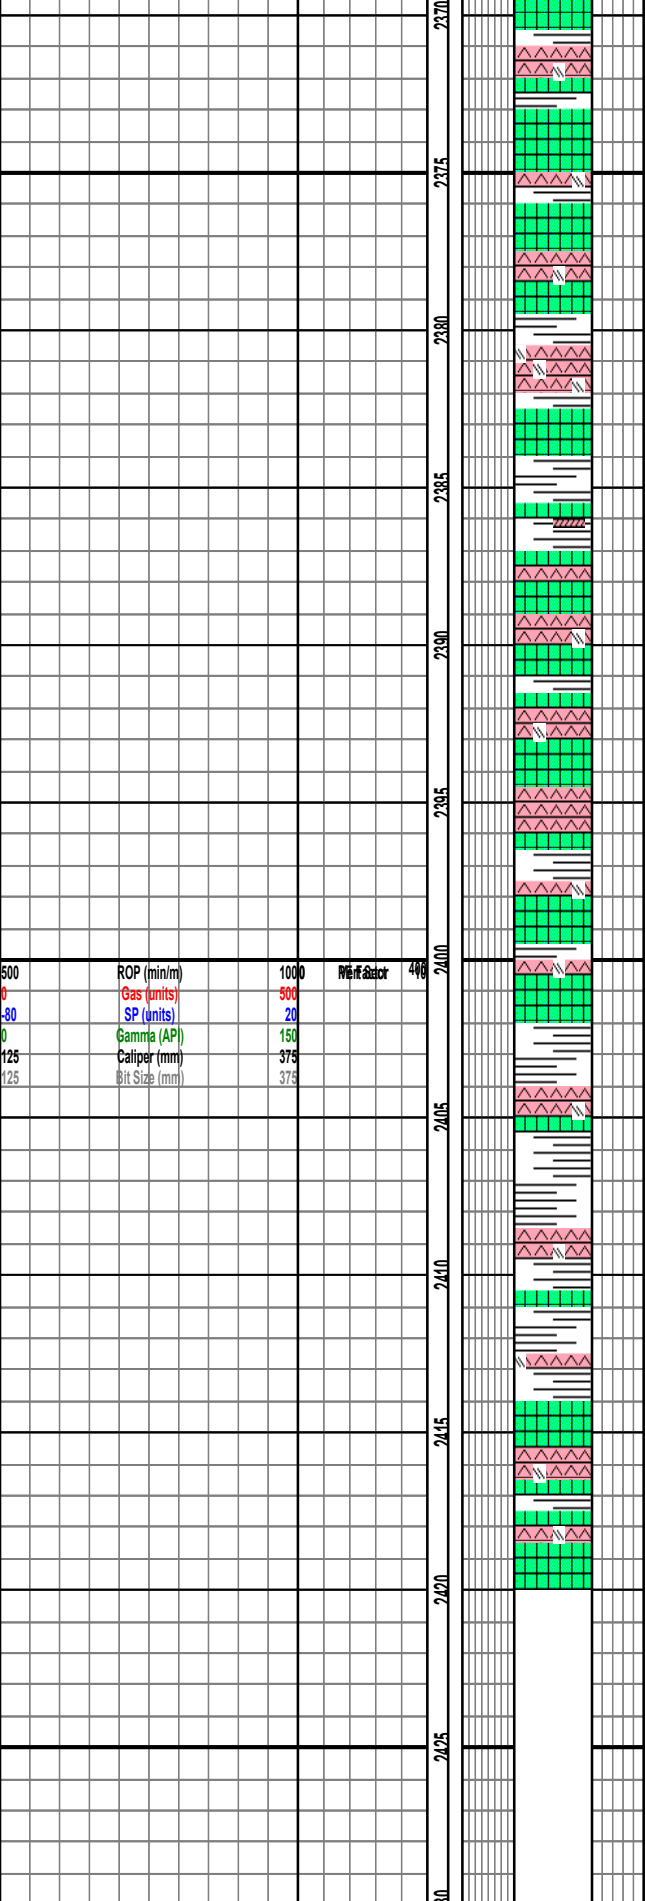 2370
2375
2380
2385
2390
2395
2400
500 ROP (min/m) 1000
0 Gas (units) 500
-80 SP (units) 20
0 Gamma (API) 150
125 Caliper (mm) 375
125 Bit Size (mm) 375
2405
2410
2415
2420
2425